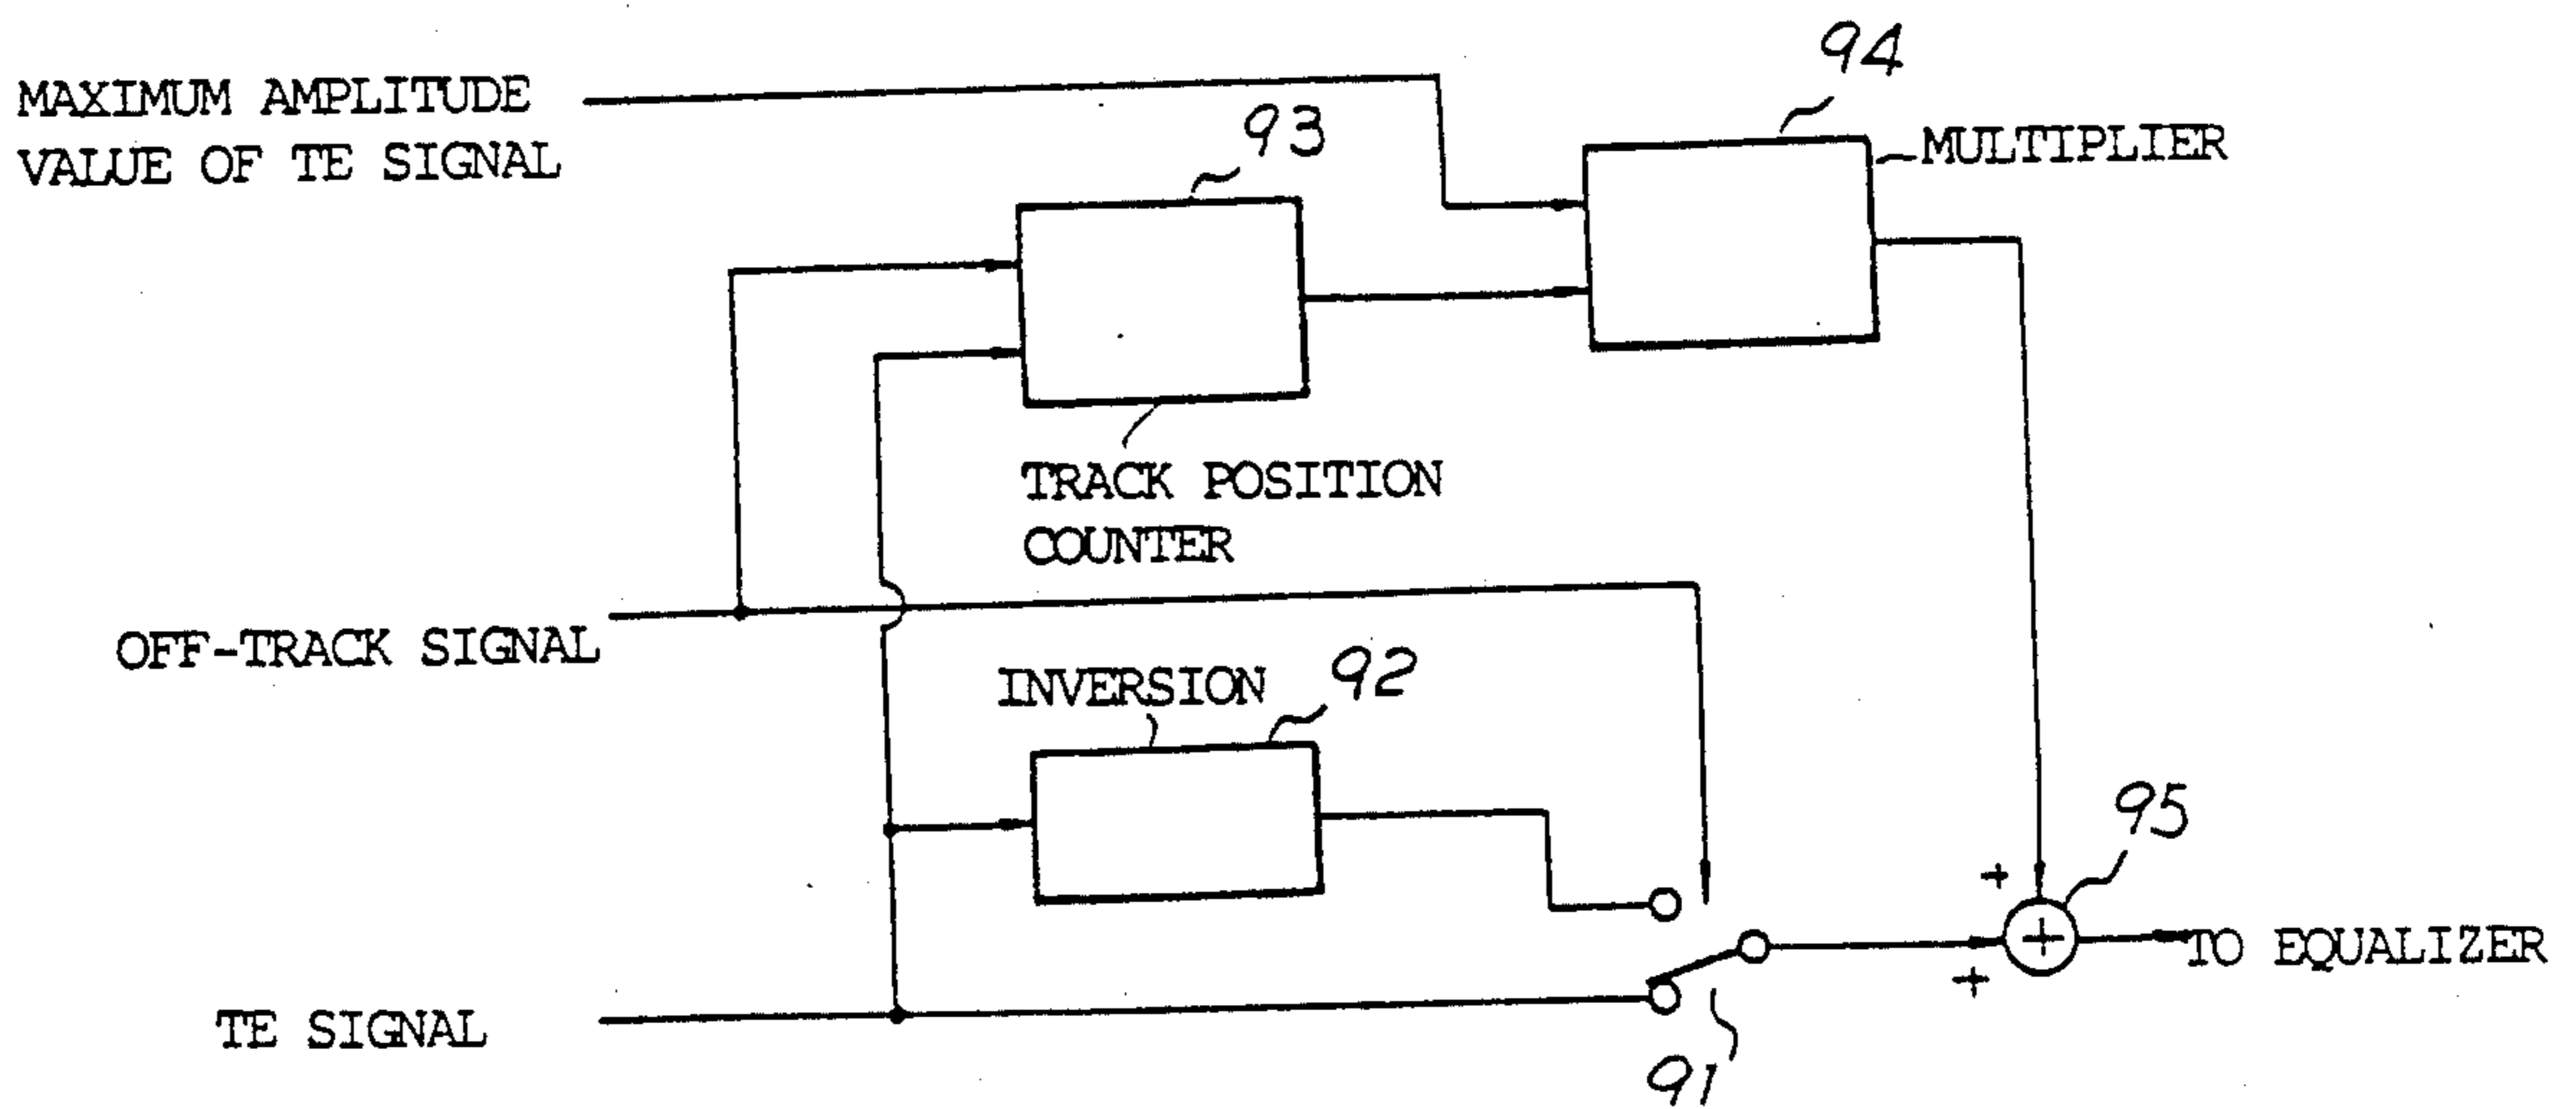 94
MAXIMUM AMPLITUDE
VALUE OF TE SIGNAL
93
MULTIPLIER
TRACK POSITION
COUNTER
OFF-TRACK SIGNAL
INVERSION
92
95
+
+
+
TO EQUALIZER
TE SIGNAL
91